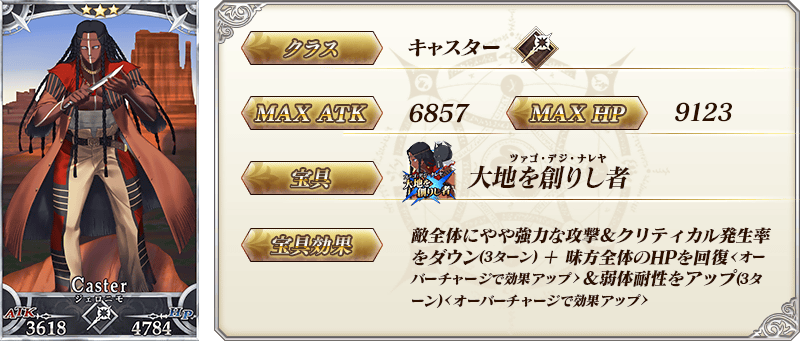 Caster
ジェロニモ
ATK
3618
HP
4784
クラス
キャスター
MAX ATK
6857
MAX HP
9123
宝具
大地を創りし者
ツァゴ・デジ・ナレヤ
大地を創りし者
宝具効果
敵全体にやや強力な攻撃&クリティカル発生率
をダウン(3ターン) + 味方全体のHPを回復<オー
バーチャージで効果アップ>&弱体耐性をアップ(3タ
ーン)<オーバーチャージで効果アップ>